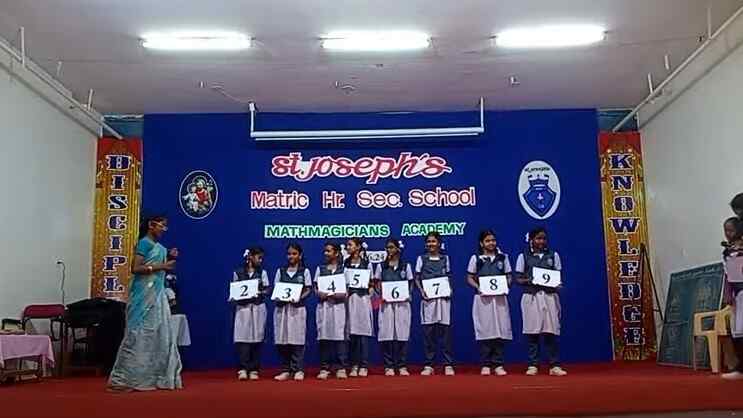 St. Joseph's
Matric Hr. Sec. School
MATHMAGICIANS ACADEMY
DISCIPL
KNOWLEDGE
2 3 4 5 6 7 8 9